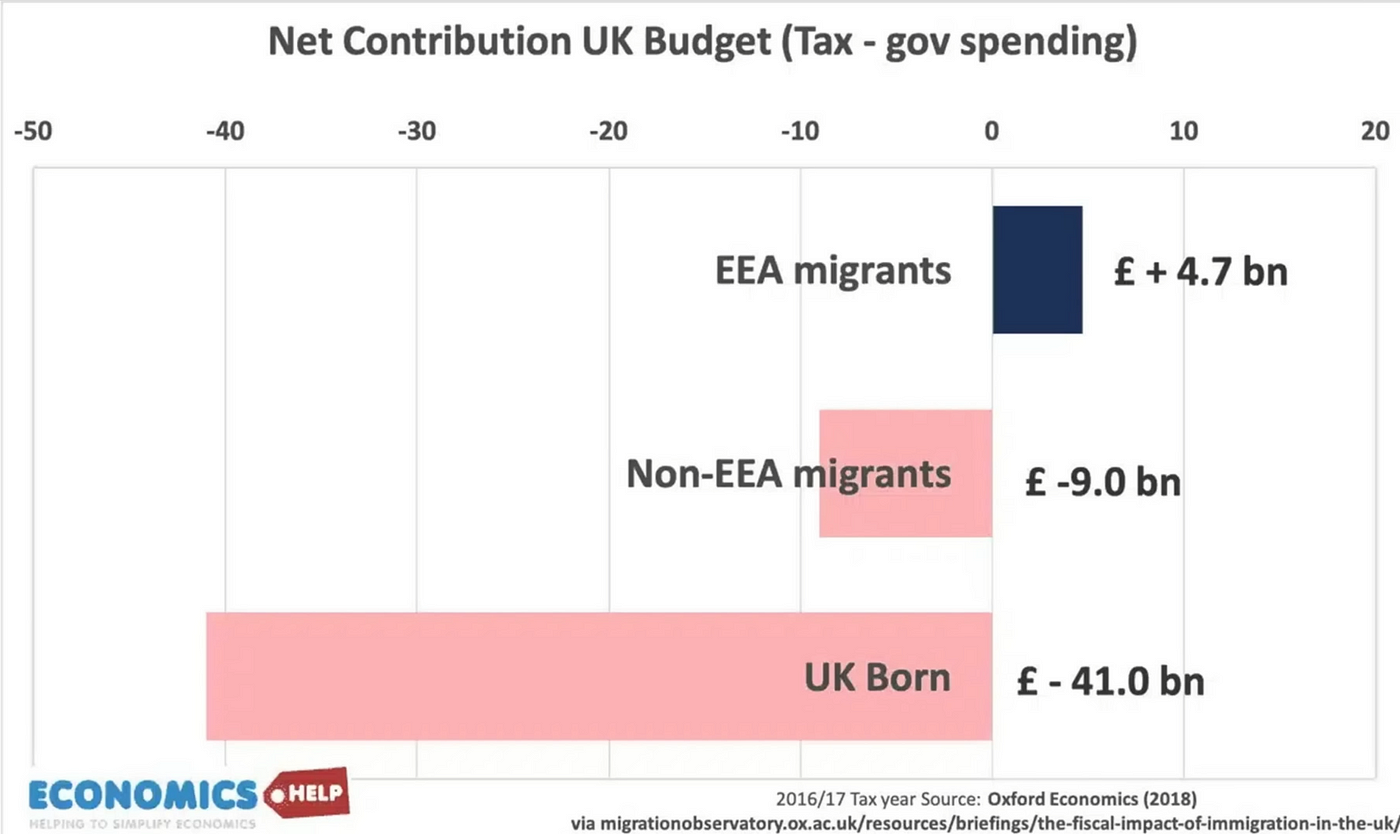 Net Contribution UK Budget (Tax - gov spending)
-50 -40 -30 -20 -10 0 10 20
EEA migrants £ + 4.7 bn
Non-EEA migrants £ -9.0 bn
UK Born £ - 41.0 bn
ECONOMICS HELP
HELPING TO SIMPLIFY ECONOMICS
2016/17 Tax year Source: Oxford Economics (2018)
via migrationobservatory.ox.ac.uk/resources/briefings/the-fiscal-impact-of-immigration-in-the-uk/